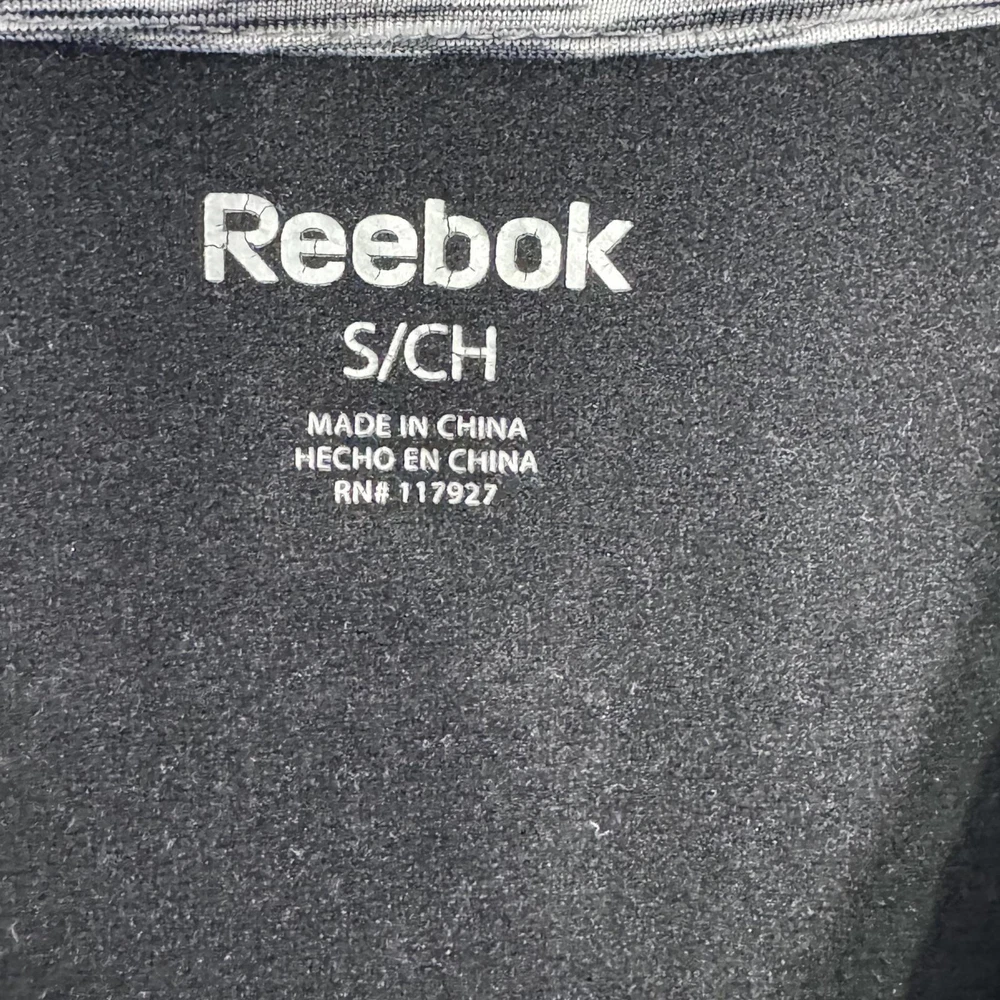 Reebok
S/CH
MADE IN CHINA
HECHO EN CHINA
RN# 117927